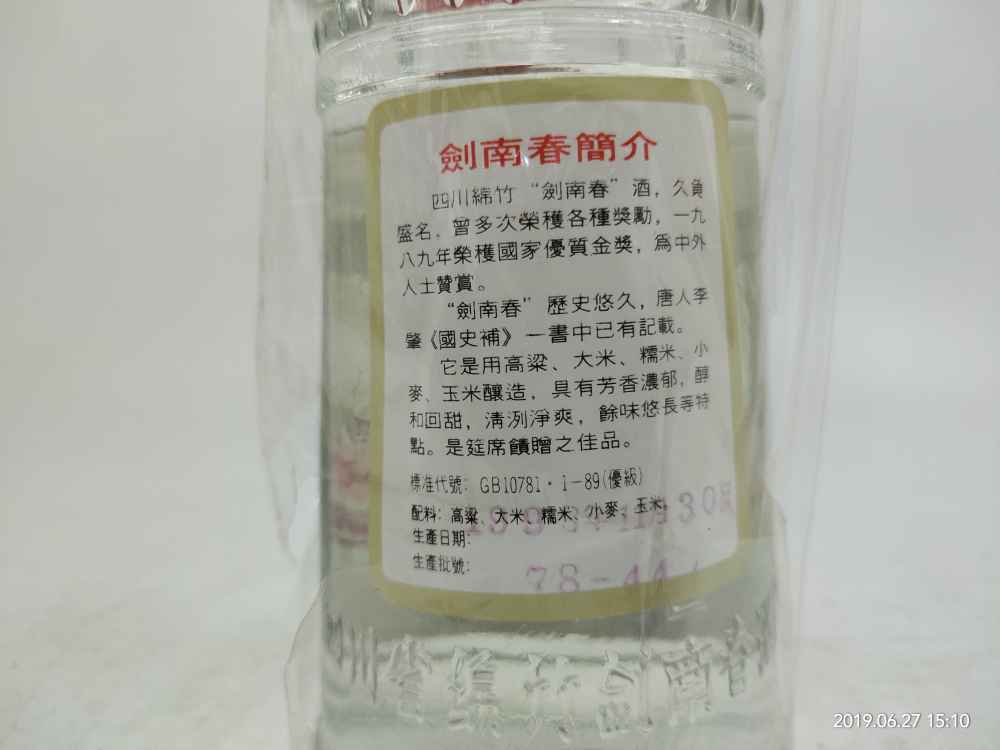 劍南春簡介
四川綿竹“劍南春”酒，久負
盛名，曾多次榮獲各種獎勵，一九
八九年榮獲國家優質金獎，爲中外
人士贊賞。
“劍南春”歷史悠久，唐人李
肇《國史補》一書中已有記載。
它是用高粱、大米、糯米、小
麥、玉米釀造，具有芳香濃郁，醇
和回甜，清洌淨爽，餘味悠長等特
點。是筵席饋贈之佳品。
標准代號：GB10781·1-89(優級)
配料：高粱、大米、糯米、小麥、玉米。
生產日期：
生產批號：
78-44
2019.06.27 15:10